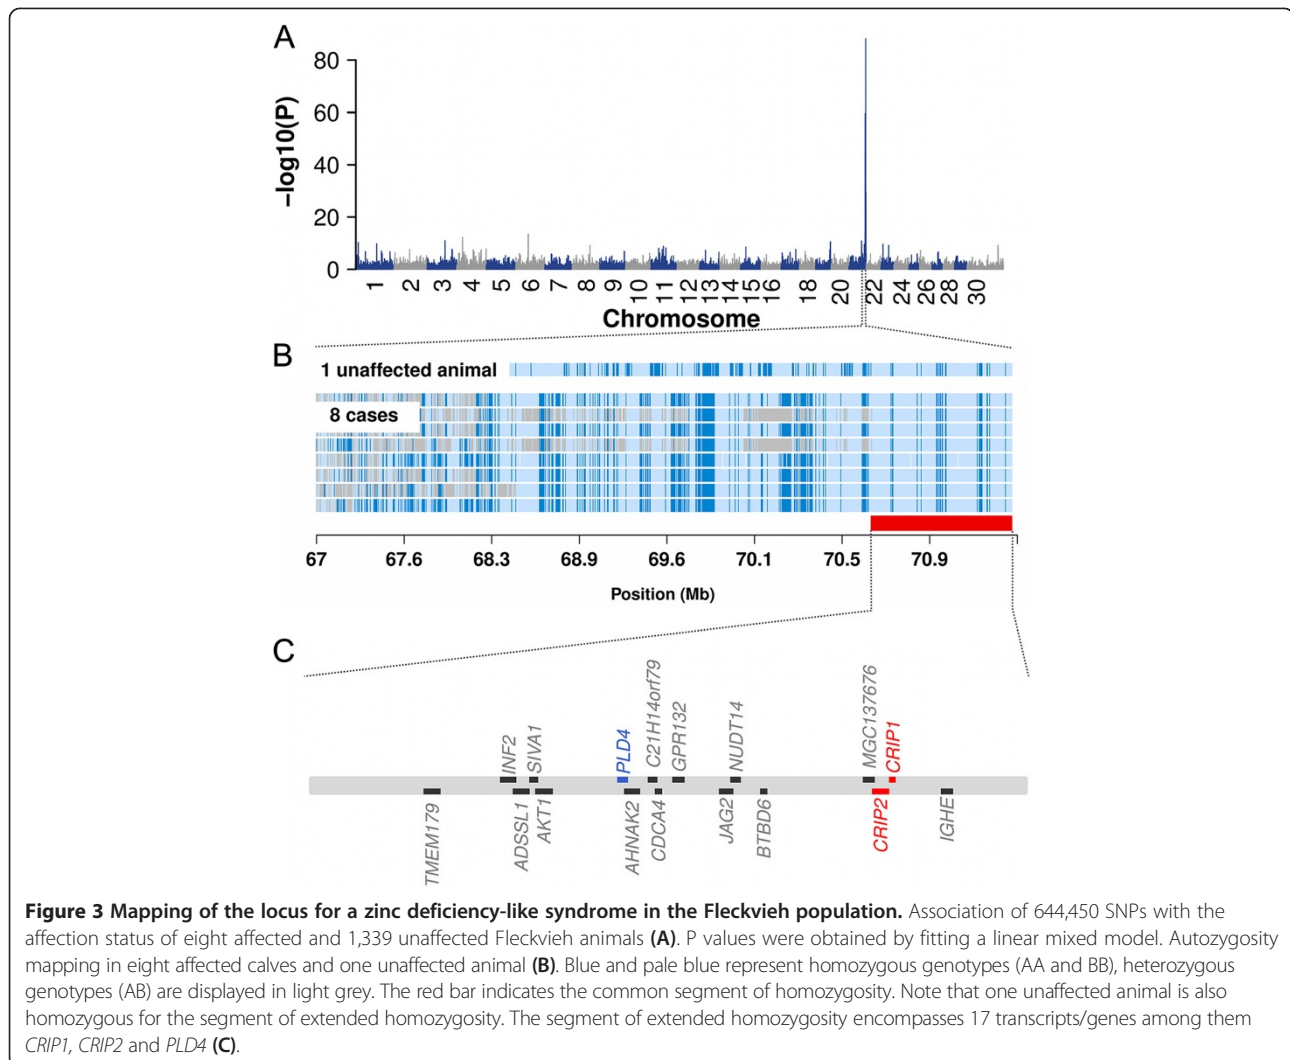 A
80
60
40
20
0
–log10(P)
1 2 3 4 5 6 7 8 9 10 11 12 13 14 15 16 18 20 22 24 26 28 30
Chromosome
B
1 unaffected animal
8 cases
67 67.6 68.3 68.9 69.6 70.1 70.5 70.9
Position (Mb)
C
TMEM179
INF2
ADSSL1
SIVA1
AKT1
PLD4
AHNAK2
C21H14orf79
CDCA4
GPR132
JAG2
NUDT14
BTBD6
MGC137676
CRIP2
CRIP1
IGHE
Figure 3 Mapping of the locus for a zinc deficiency-like syndrome in the Fleckvieh population. Association of 644,450 SNPs with the
affection status of eight affected and 1,339 unaffected Fleckvieh animals (A). P values were obtained by fitting a linear mixed model. Autozygosity
mapping in eight affected calves and one unaffected animal (B). Blue and pale blue represent homozygous genotypes (AA and BB), heterozygous
genotypes (AB) are displayed in light grey. The red bar indicates the common segment of homozygosity. Note that one unaffected animal is also
homozygous for the segment of extended homozygosity. The segment of extended homozygosity encompasses 17 transcripts/genes among them
CRIP1, CRIP2 and PLD4 (C).